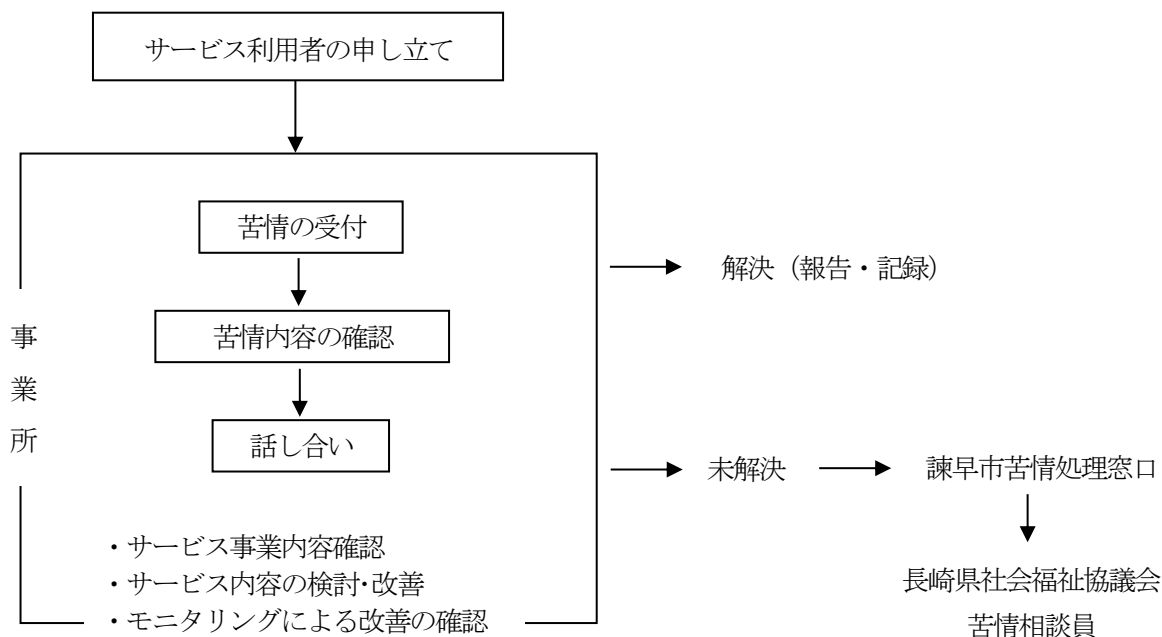 サービス利用者の申し立て
苦情の受付
解決（報告・記録）
苦情内容の確認
事業所
話し合い
未解決
諫早市苦情処理窓口
・サービス事業内容確認
・サービス内容の検討・改善
・モニタリングによる改善の確認
長崎県社会福祉協議会
苦情相談員